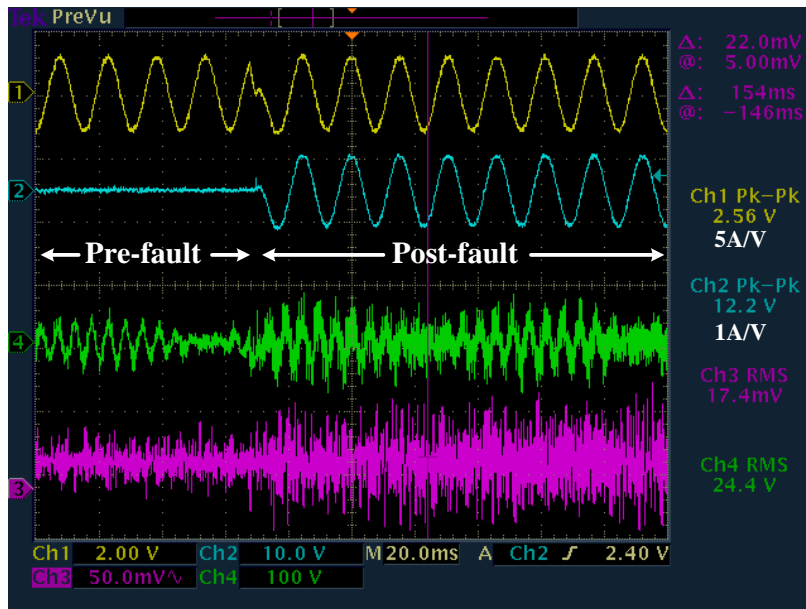 Tek PreVu
Δ: 22.0mV
@: 5.00mV
Δ: 154ms
@: −146ms
1
2
Ch1 Pk−Pk
2.56 V
5A/V
Pre-fault
Post-fault
Ch2 Pk−Pk
12.2 V
1A/V
4
Ch3 RMS
17.4mV
Ch4 RMS
24.4 V
3
Ch1 2.00 V Ch2 10.0 V M 20.0ms A Ch2 ƒ 2.40 V
Ch3 50.0mV∿ Ch4 100 V